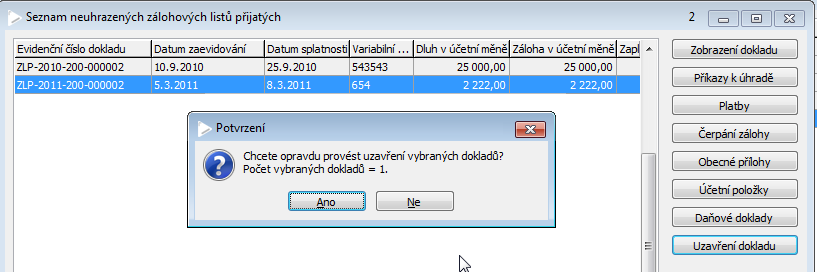 Seznam neuhrazených zálohových listů přijatých 2
Evidenční číslo dokladu Datum zaevidování Datum splatnosti Variabilní ... Dluh v účetní měně Záloha v účetní měně Zapl
ZLP-2010-200-000002 10.9.2010 25.9.2010 543543 25 000,00 25 000,00
ZLP-2011-200-000002 5.3.2011 8.3.2011 654 2 222,00 2 222,00
Potvrzení
Chcete opravdu provést uzavření vybraných dokladů?
Počet vybraných dokladů = 1.
Ano Ne
Zobrazení dokladu
Příkazy k úhradě
Platby
Čerpání zálohy
Obecné přílohy
Účetní položky
Daňové doklady
Uzavření dokladu